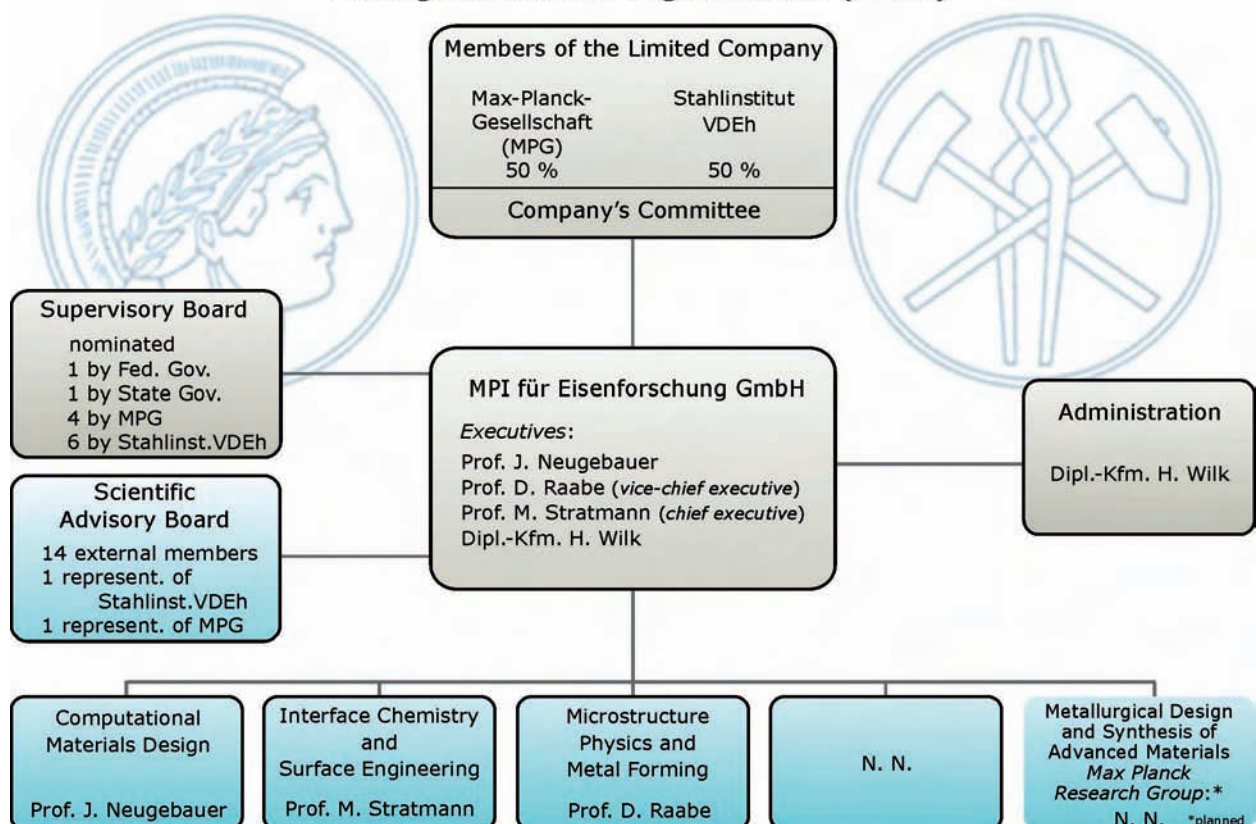 Members of the Limited Company
Max-Planck-
Gesellschaft
(MPG)
50 %
Stahlinstitut
VDEh
50 %
Company's Committee
Supervisory Board
nominated
1 by Fed. Gov.
1 by State Gov.
4 by MPG
6 by Stahlinst.VDEh
Scientific
Advisory Board
14 external members
1 represent. of
Stahlinst.VDEh
1 represent. of MPG
MPI für Eisenforschung GmbH
Executives:
Prof. J. Neugebauer
Prof. D. Raabe (vice-chief executive)
Prof. M. Stratmann (chief executive)
Dipl.-Kfm. H. Wilk
Administration
Dipl.-Kfm. H. Wilk
Computational
Materials Design
Prof. J. Neugebauer
Interface Chemistry
and
Surface Engineering
Prof. M. Stratmann
Microstructure
Physics and
Metal Forming
Prof. D. Raabe
N. N.
Metallurgical Design
and Synthesis of
Advanced Materials
Max Planck
Research Group:*
N. N. *planned